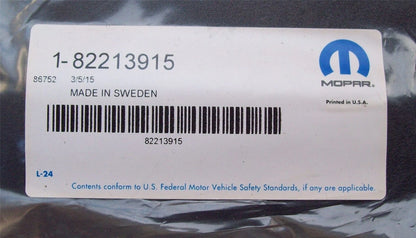 1-82213915
86752 3/5/15
MADE IN SWEDEN
82213915
MOPAR®
Printed in U.S.A.
L-24
Contents conform to U.S. Federal Motor Vehicle Safety Standards, if any are applicable.